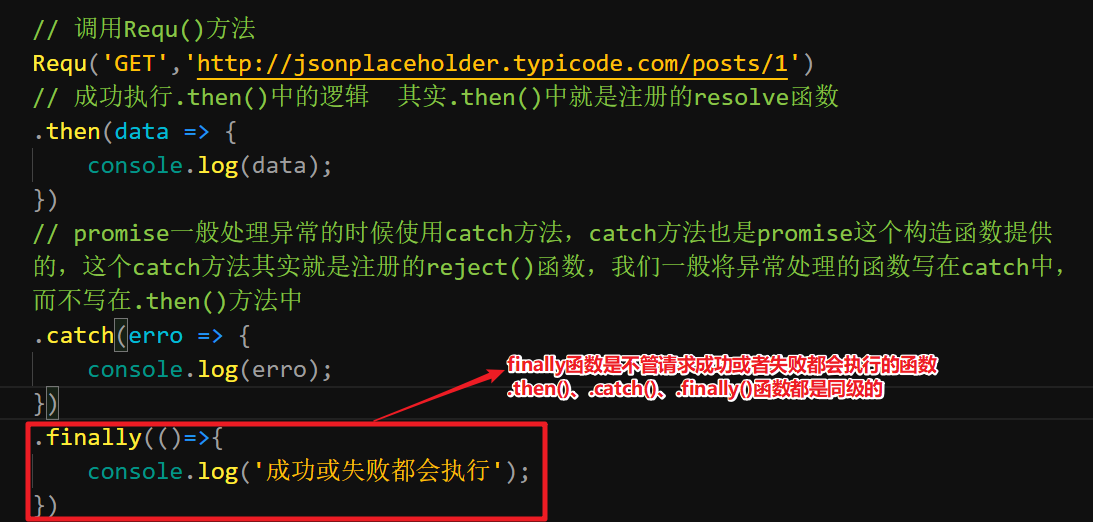 // 调用Requ()方法
Requ('GET','http://jsonplaceholder.typicode.com/posts/1')
// 成功执行.then()中的逻辑  其实.then()中就是注册的resolve函数
.then(data => {
    console.log(data);
})
// promise一般处理异常的时候使用catch方法，catch方法也是promise这个构造函数提供
的，这个catch方法其实就是注册的reject()函数，我们一般将异常处理的函数写在catch中，
而不写在.then()方法中
.catch(erro => {
    console.log(erro);
})
finally函数是不管请求成功或者失败都会执行的函数
.then()、.catch()、.finally()函数都是同级的
.finally(()=>{
    console.log('成功或失败都会执行');
})